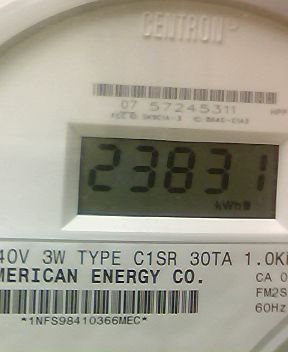 CENTRON®
07 57245311
23831
kWh
40V 3W TYPE C1SR 30TA 1.0K
MERICAN ENERGY CO.
CA 0
FM2S
60Hz
*1NFS98410366MEC*